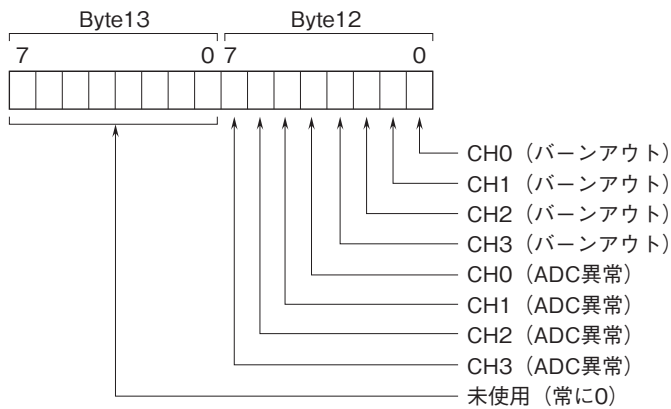 Byte13 Byte12
7 0 7 0
CH0（バーンアウト）
CH1（バーンアウト）
CH2（バーンアウト）
CH3（バーンアウト）
CH0（ADC異常）
CH1（ADC異常）
CH2（ADC異常）
CH3（ADC異常）
未使用（常に0）